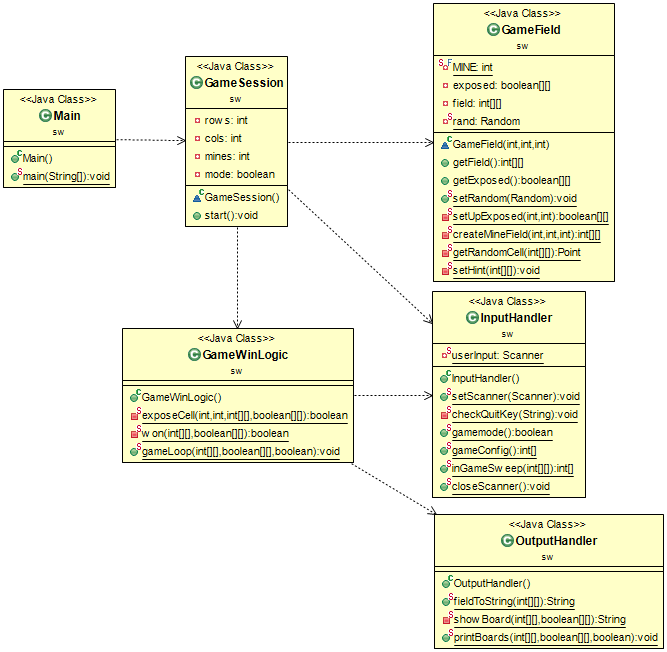 <<Java Class>>
Main
sw
Main()
main(String[]):void
<<Java Class>>
GameSession
sw
rows: int
cols: int
mines: int
mode: boolean
GameSession()
start():void
<<Java Class>>
GameField
sw
MINE: int
exposed: boolean[][]
field: int[][]
rand: Random
GameField(int,int,int)
getField():int[][]
getExposed():boolean[][]
setRandom(Random):void
setUpExposed(int,int):boolean[][]
createMineField(int,int,int):int[][]
getRandomCell(int[][]):Point
setHint(int[][]):void
<<Java Class>>
GameWinLogic
sw
GameWinLogic()
exposeCell(int,int,int[][],boolean[][]):boolean
won(int[][],boolean[][]):boolean
gameLoop(int[][],boolean[][],boolean):void
<<Java Class>>
InputHandler
sw
userInput: Scanner
InputHandler()
setScanner(Scanner):void
checkQuitKey(String):void
gamemode():boolean
gameConfig():int[]
inGameSweep(int[][]):int[]
closeScanner():void
<<Java Class>>
OutputHandler
sw
OutputHandler()
fieldToString(int[][]):String
showBoard(int[][],boolean[][]):String
printBoards(int[][],boolean[][],boolean):void